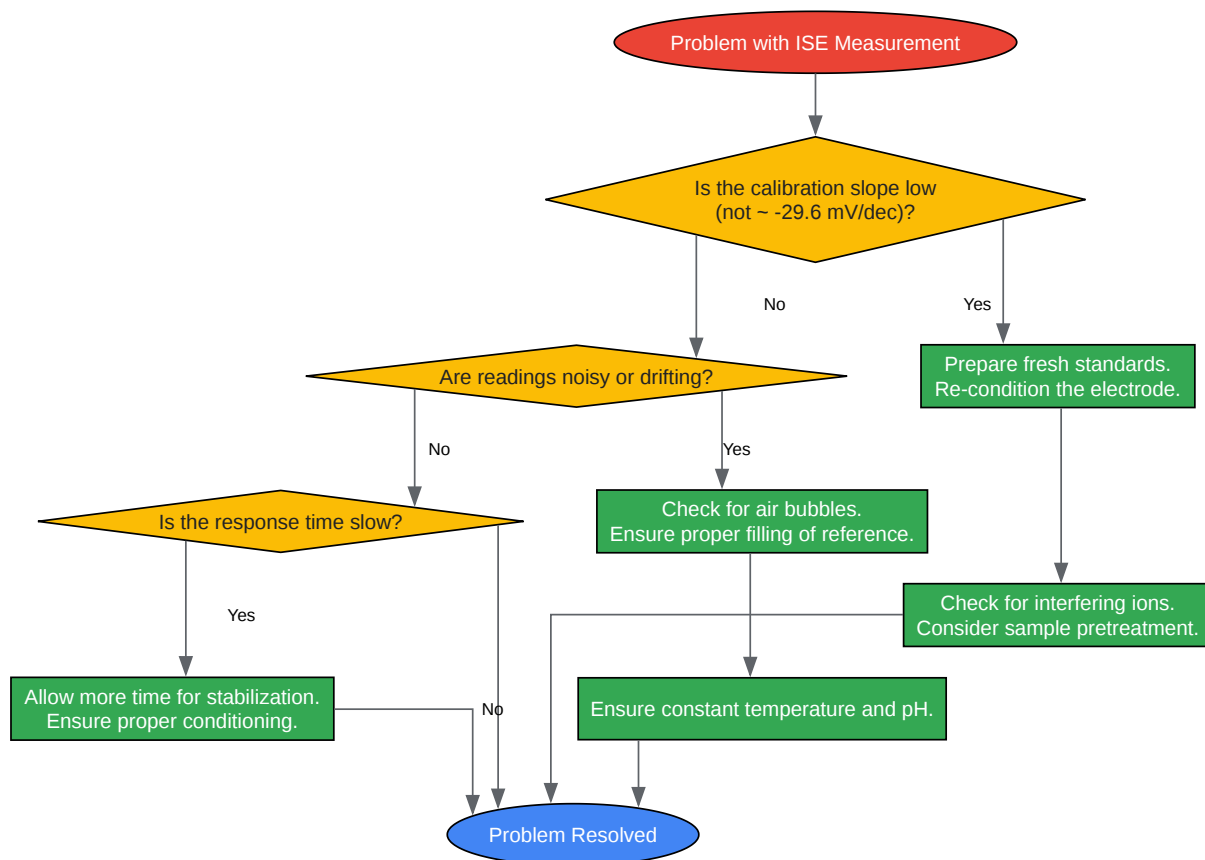 Problem with ISE Measurement
Is the calibration slope low
(not ~ -29.6 mV/dec)?
No
Yes
Are readings noisy or drifting?
Prepare fresh standards.
Re-condition the electrode.
No
Yes
Is the response time slow?
Check for air bubbles.
Ensure proper filling of reference.
Yes
Check for interfering ions.
Consider sample pretreatment.
Allow more time for stabilization.
Ensure proper conditioning.
No
Ensure constant temperature and pH.
Problem Resolved